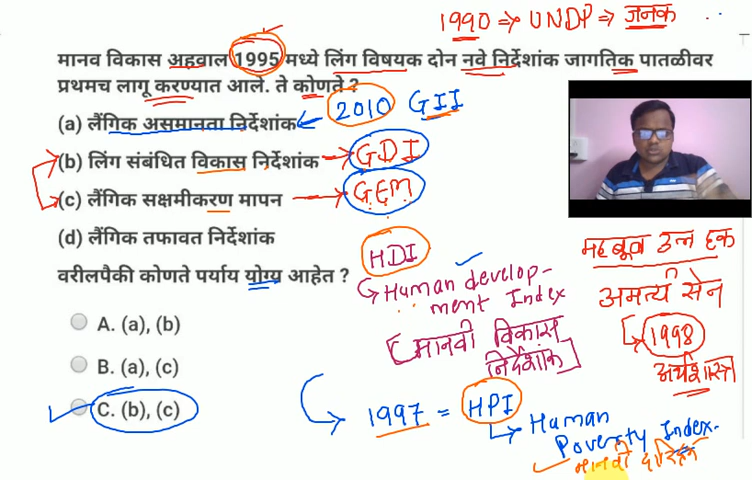 1990 ⇒ UNDP ⇒ जनक
मानव विकास अहवाल 1995 मध्ये लिंग विषयक दोन नवे निर्देशांक जागतिक पातळीवर
प्रथमच लागू करण्यात आले. ते कोणते ?
(a) लैंगिक असमानता निर्देशांक 2010 GII
(b) लिंग संबंधित विकास निर्देशांक → GDI
(c) लैंगिक सक्षमीकरण मापन → GEM
(d) लैंगिक तफावत निर्देशांक
वरीलपैकी कोणते पर्याय योग्य आहेत ?
A. (a), (b)
B. (a), (c)
C. (b), (c)
HDI
Human develop-
ment Index
[मानवी विकास
निर्देशांक]
महबूब उल हक
अमर्त्य सेन
1998
अर्थशास्त्र
1997 = HPI
Human
Poverty Index.
मानवी